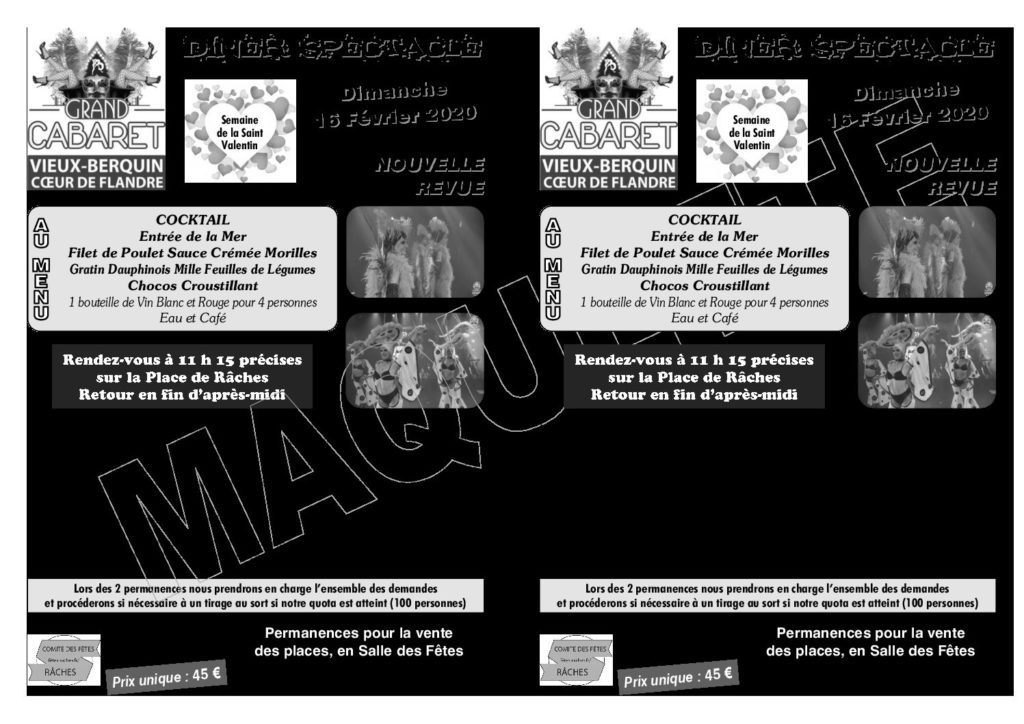 DINER SPECTACLE
GRAND
CABARET
VIEUX-BERQUIN
CŒUR DE FLANDRE
Semaine
de la Saint
Valentin
Dimanche
16 Février 2020
NOUVELLE
REVUE
AU MENU
COCKTAIL
Entrée de la Mer
Filet de Poulet Sauce Crémée Morilles
Gratin Dauphinois Mille Feuilles de Légumes
Chocos Croustillant
1 bouteille de Vin Blanc et Rouge pour 4 personnes
Eau et Café
Rendez-vous à 11 h 15 précises
sur la Place de Râches
Retour en fin d'après-midi
Lors des 2 permanences nous prendrons en charge l'ensemble des demandes
et procéderons si nécessaire à un tirage au sort si notre quota est atteint (100 personnes)
Permanences pour la vente
des places, en Salle des Fêtes
COMITÉ DES FÊTES
RÂCHES
Prix unique : 45 €
DINER SPECTACLE
GRAND
CABARET
VIEUX-BERQUIN
CŒUR DE FLANDRE
Semaine
de la Saint
Valentin
Dimanche
16 Février 2020
NOUVELLE
REVUE
AU MENU
COCKTAIL
Entrée de la Mer
Filet de Poulet Sauce Crémée Morilles
Gratin Dauphinois Mille Feuilles de Légumes
Chocos Croustillant
1 bouteille de Vin Blanc et Rouge pour 4 personnes
Eau et Café
Rendez-vous à 11 h 15 précises
sur la Place de Râches
Retour en fin d'après-midi
Lors des 2 permanences nous prendrons en charge l'ensemble des demandes
et procéderons si nécessaire à un tirage au sort si notre quota est atteint (100 personnes)
Permanences pour la vente
des places, en Salle des Fêtes
COMITÉ DES FÊTES
RÂCHES
Prix unique : 45 €
MAQUETTE